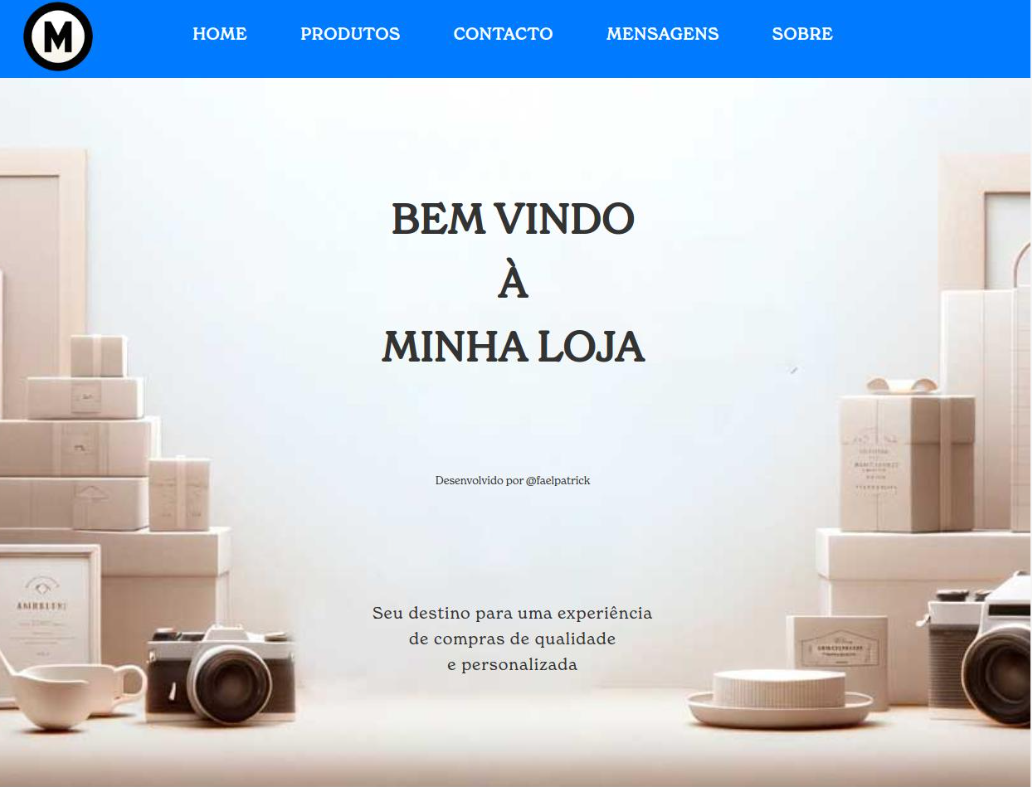 M
HOME PRODUTOS CONTACTO MENSAGENS SOBRE
BEM VINDO
À
MINHA LOJA
Desenvolvido por @faelpatrick
Seu destino para uma experiência
de compras de qualidade
e personalizada